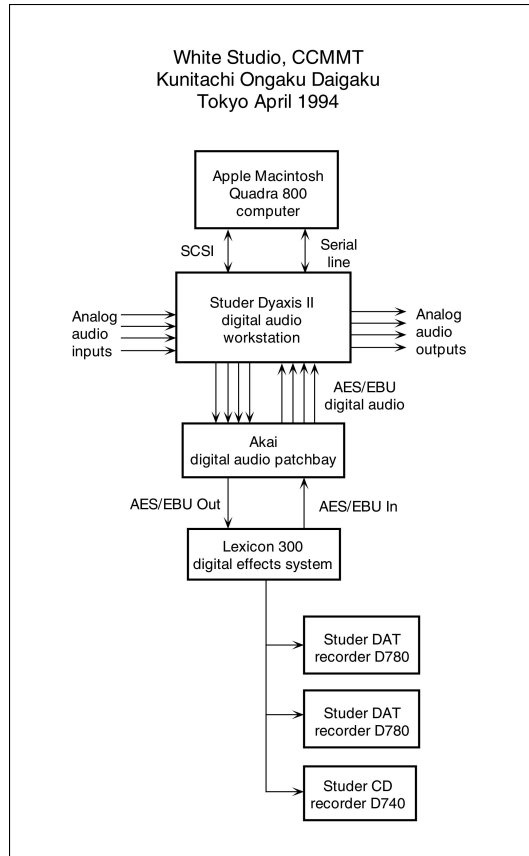 White Studio, CCMMT
Kunitachi Ongaku Daigaku
Tokyo April 1994
Apple Macintosh
Quadra 800
computer
SCSI
Serial
line
Studer Dyaxis II
digital audio
workstation
Analog
audio
inputs
Analog
audio
outputs
AES/EBU
digital audio
Akai
digital audio patchbay
AES/EBU Out
AES/EBU In
Lexicon 300
digital effects system
Studer DAT
recorder D780
Studer DAT
recorder D780
Studer CD
recorder D740